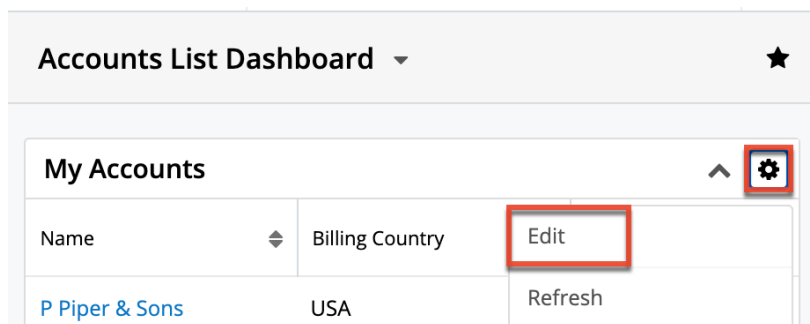 Accounts List Dashboard
My Accounts
Name
Billing Country
Edit
P Piper & Sons
USA
Refresh